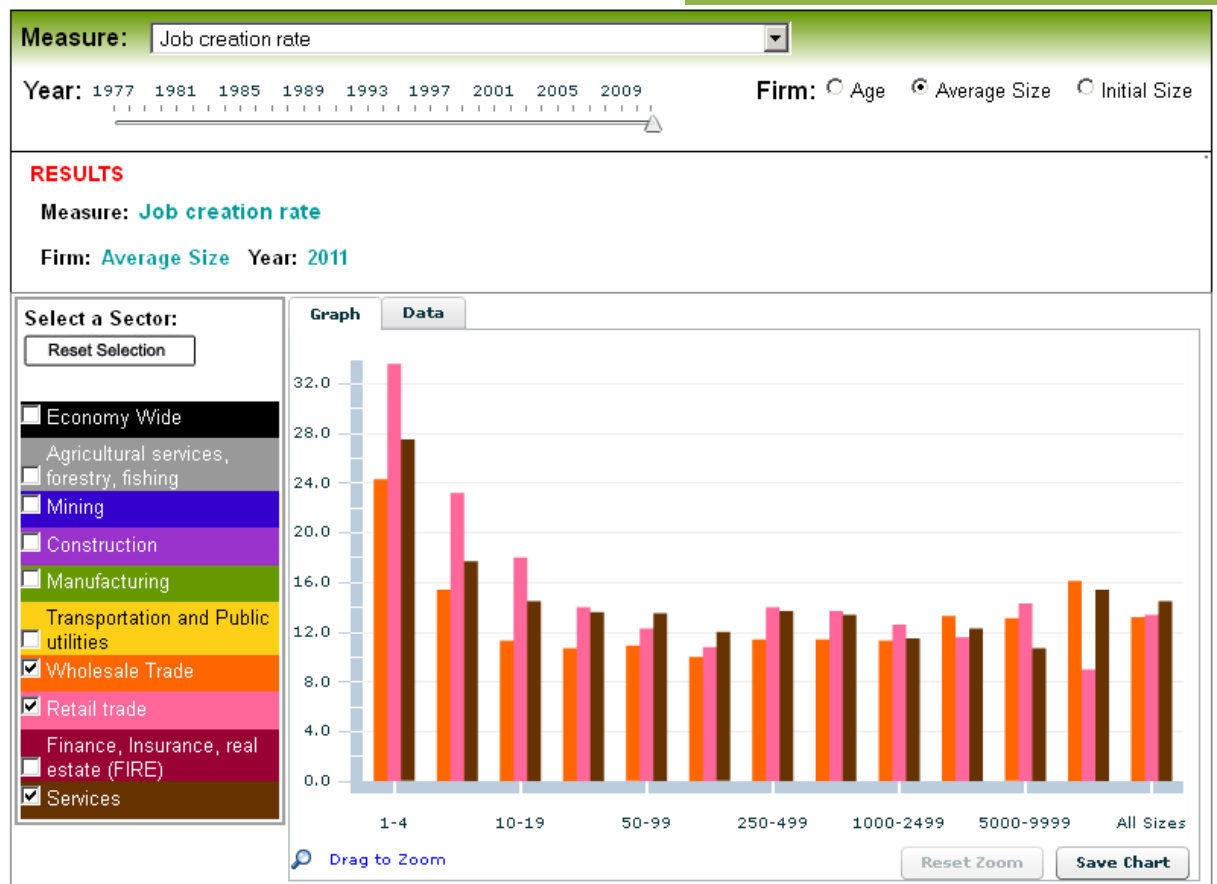 Measure: Job creation rate
Year: 1977 1981 1985 1989 1993 1997 2001 2005 2009 Firm: Age Average Size Initial Size
RESULTS
Measure: Job creation rate
Firm: Average Size Year: 2011
Select a Sector:
Reset Selection
Economy Wide
Agricultural services,
forestry, fishing
Mining
Construction
Manufacturing
Transportation and Public
utilities
Wholesale Trade
Retail trade
Finance, Insurance, real
estate (FIRE)
Services
Graph Data
32.0
28.0
24.0
20.0
16.0
12.0
8.0
4.0
0.0
1-4 10-19 50-99 250-499 1000-2499 5000-9999 All Sizes
Drag to Zoom Reset Zoom Save Chart